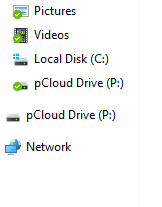 Pictures
Videos
Local Disk (C:)
pCloud Drive (P:)
pCloud Drive (P:)
Network